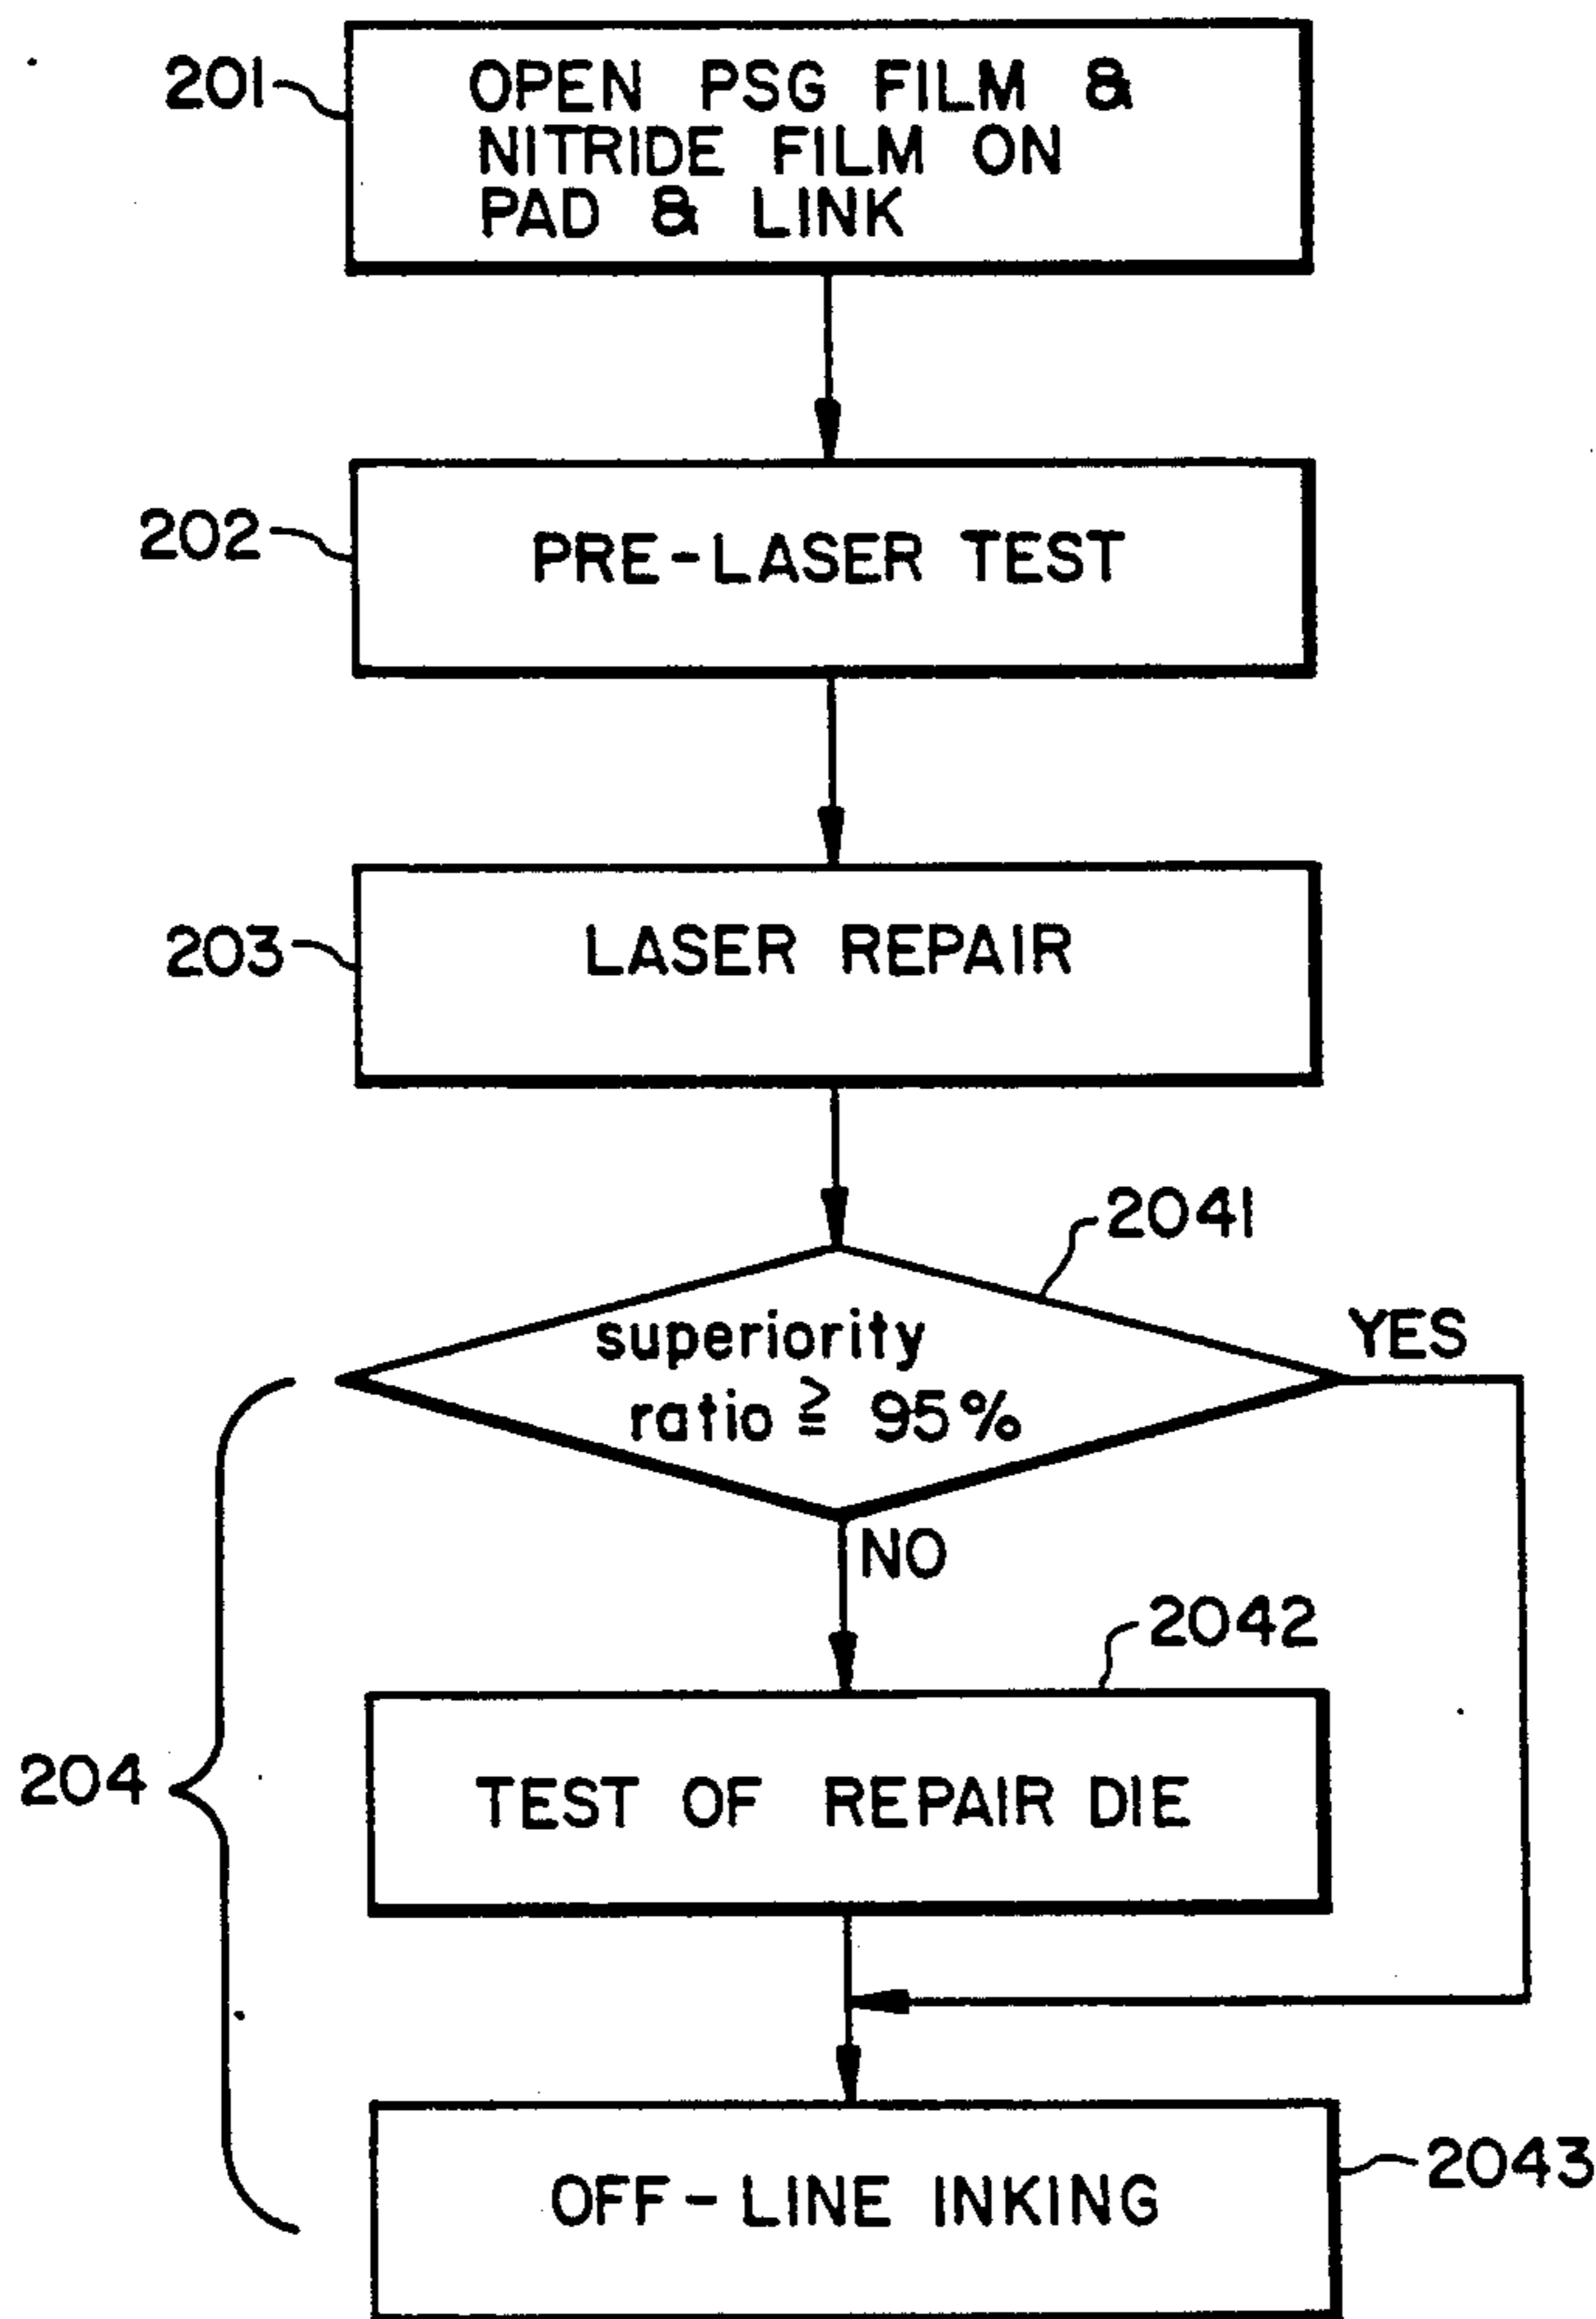 201
OPEN PSG FILM &
NITRIDE FILM ON
PAD & LINK
202
PRE-LASER TEST
203
LASER REPAIR
2041
superiority
ratio ≧ 95%
YES
NO
2042
204
TEST OF REPAIR DIE
2043
OFF-LINE INKING